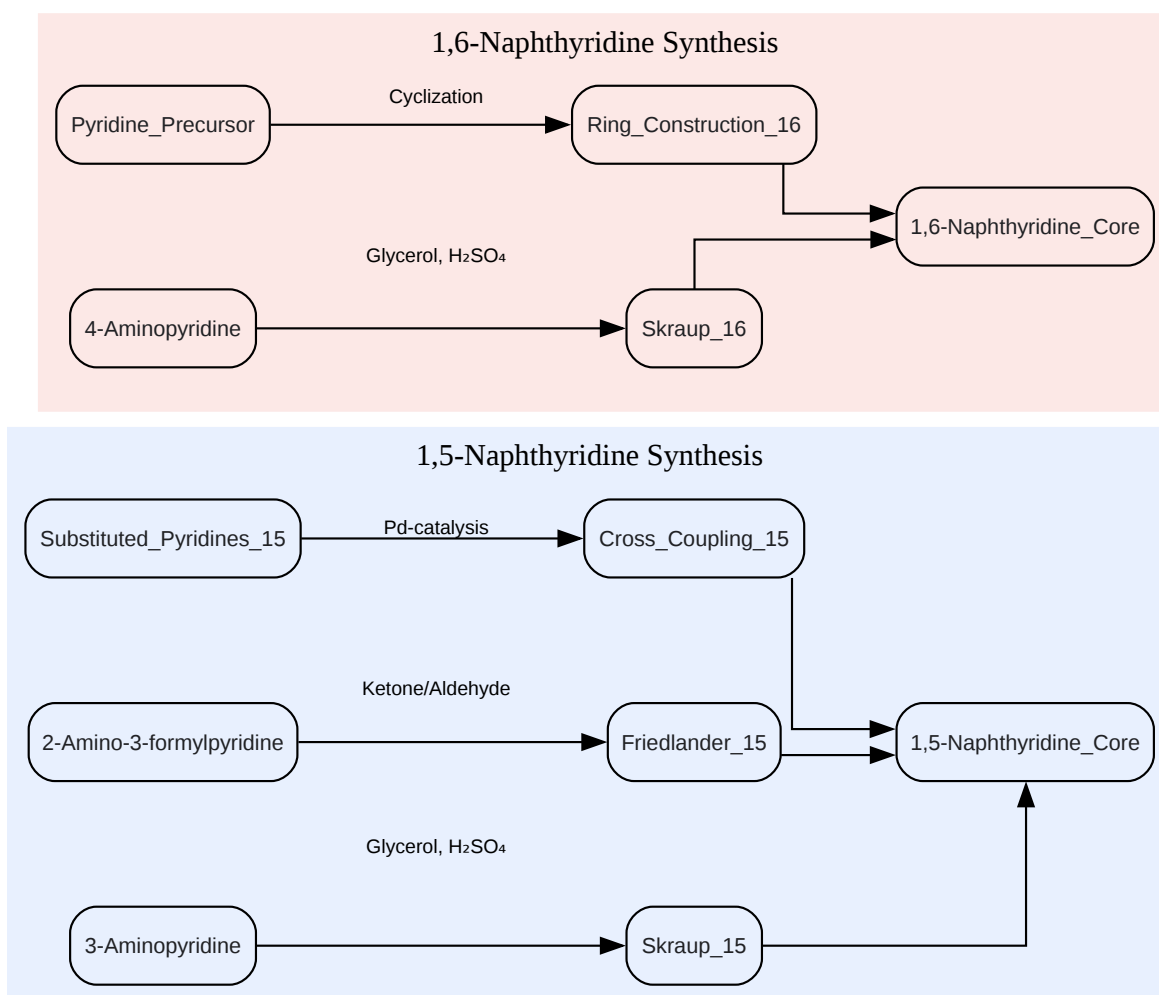 1,6-Naphthyridine Synthesis
Pyridine_Precursor
Cyclization
Ring_Construction_16
1,6-Naphthyridine_Core
Glycerol, H₂SO₄
4-Aminopyridine
Skraup_16
1,5-Naphthyridine Synthesis
Substituted_Pyridines_15
Pd-catalysis
Cross_Coupling_15
Ketone/Aldehyde
2-Amino-3-formylpyridine
Friedlander_15
1,5-Naphthyridine_Core
Glycerol, H₂SO₄
3-Aminopyridine
Skraup_15